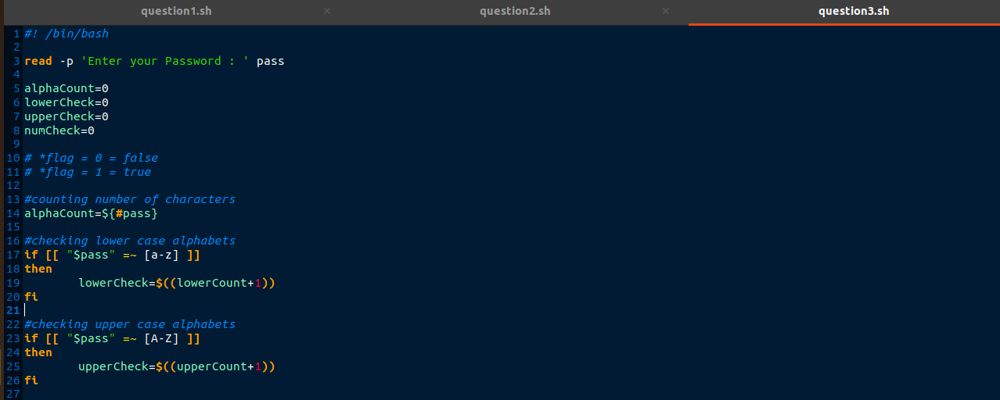 question1.sh × question2.sh × question3.sh
1 #! /bin/bash
2
3 read -p 'Enter your Password : ' pass
4
5 alphaCount=0
6 lowerCheck=0
7 upperCheck=0
8 numCheck=0
9
10 # *flag = 0 = false
11 # *flag = 1 = true
12
13 #counting number of characters
14 alphaCount=${#pass}
15
16 #checking lower case alphabets
17 if [[ "$pass" =~ [a-z] ]]
18 then
19         lowerCheck=$((lowerCount+1))
20 fi
21
22 #checking upper case alphabets
23 if [[ "$pass" =~ [A-Z] ]]
24 then
25         upperCheck=$((upperCount+1))
26 fi
27